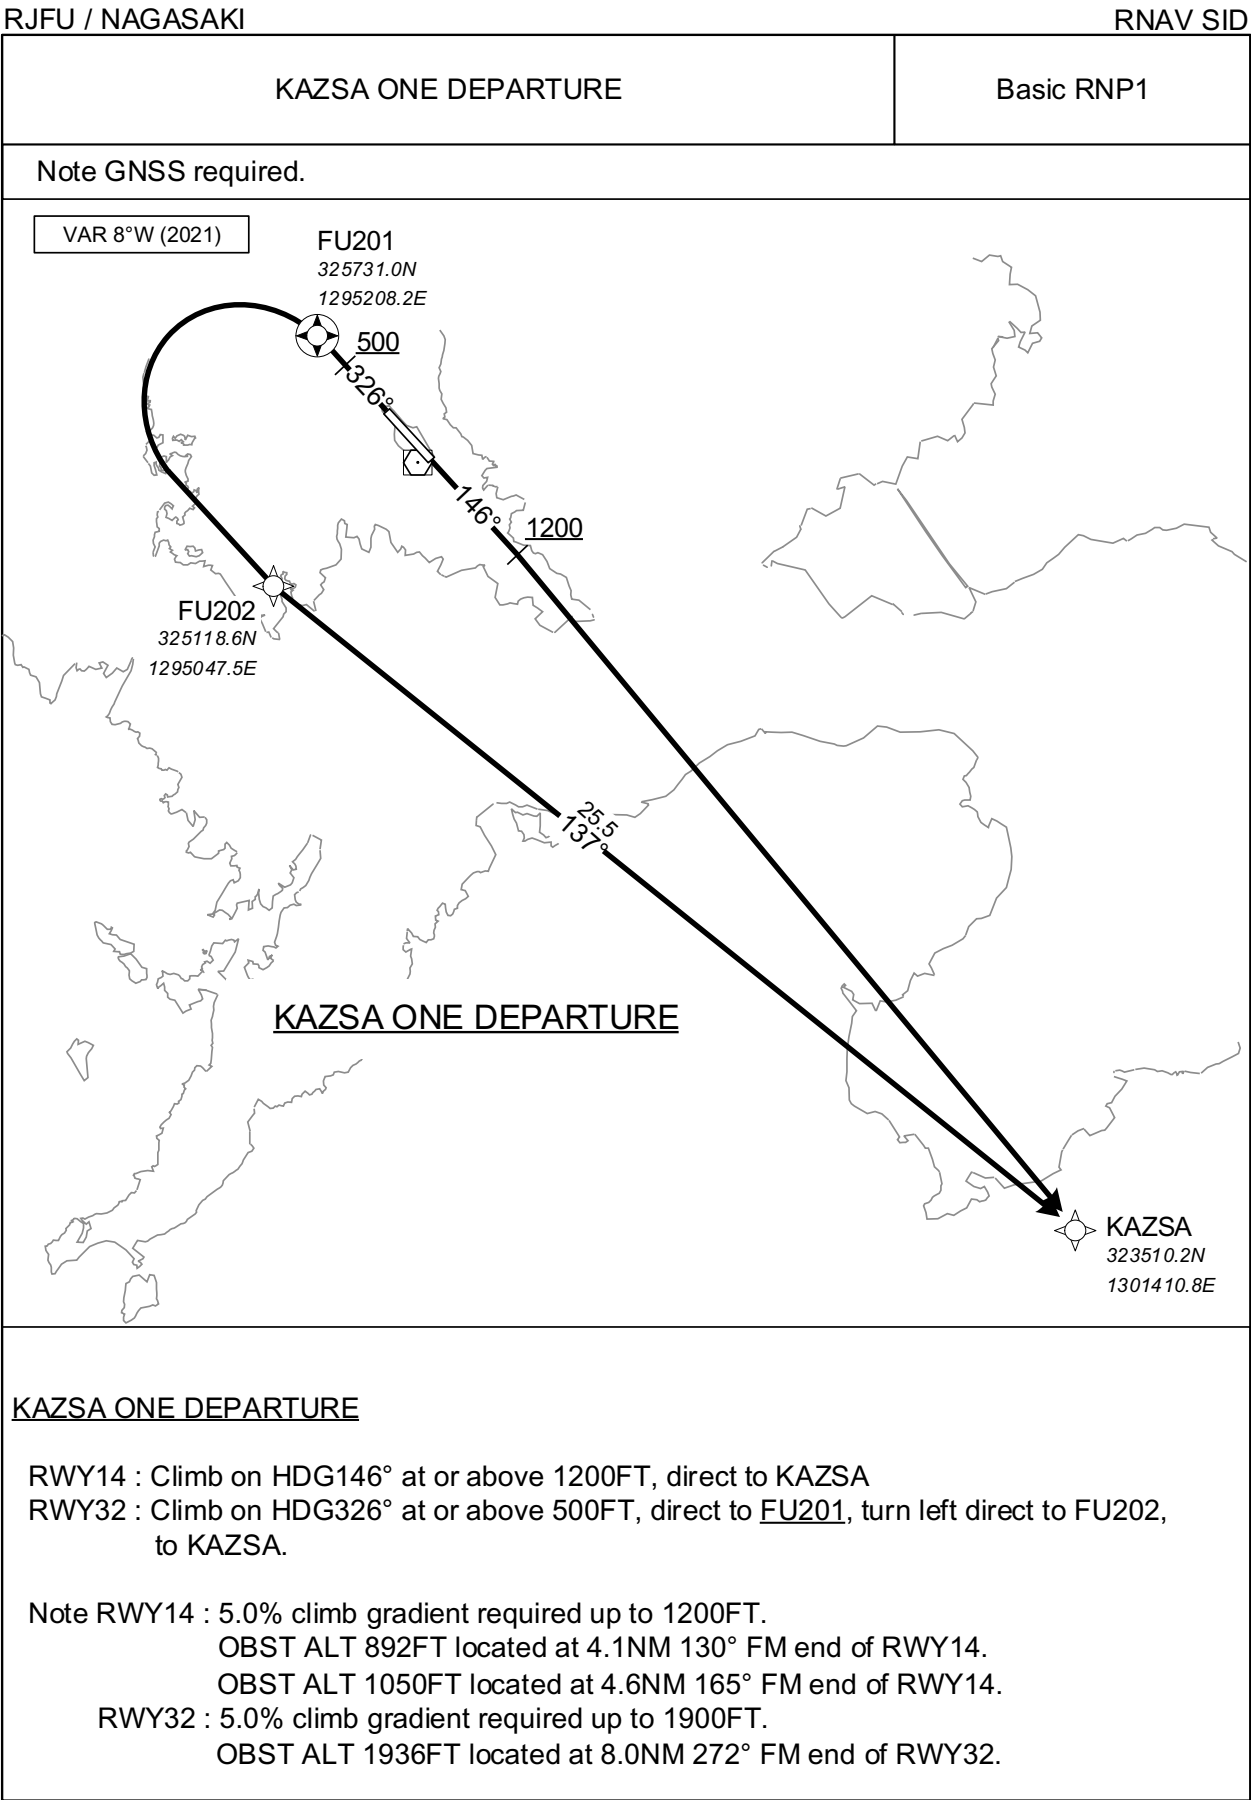 RJFU / NAGASAKI
RNAV SID
KAZSA ONE DEPARTURE
Basic RNP1
Note GNSS required.
VAR 8°W (2021)
FU201
325731.0N
1295208.2E
500
326°
146°
1200
FU202
325118.6N
1295047.5E
25.5
137°
KAZSA ONE DEPARTURE
KAZSA
323510.2N
1301410.8E
KAZSA ONE DEPARTURE
RWY14 : Climb on HDG146° at or above 1200FT, direct to KAZSA
RWY32 : Climb on HDG326° at or above 500FT, direct to FU201, turn left direct to FU202,
to KAZSA.
Note RWY14 : 5.0% climb gradient required up to 1200FT.
OBST ALT 892FT located at 4.1NM 130° FM end of RWY14.
OBST ALT 1050FT located at 4.6NM 165° FM end of RWY14.
RWY32 : 5.0% climb gradient required up to 1900FT.
OBST ALT 1936FT located at 8.0NM 272° FM end of RWY32.